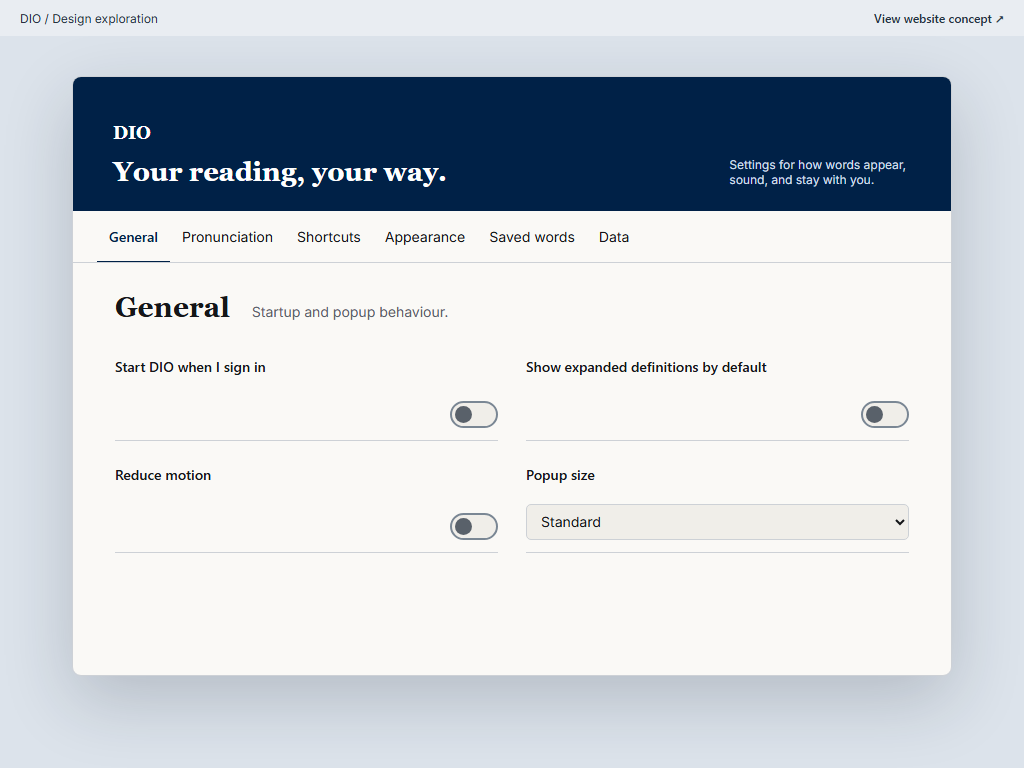 DIO / Design exploration
View website concept ↗
DIO
Your reading, your way.
Settings for how words appear,
sound, and stay with you.
General
Pronunciation
Shortcuts
Appearance
Saved words
Data
General
Startup and popup behaviour.
Start DIO when I sign in
Show expanded definitions by default
Reduce motion
Popup size
Standard